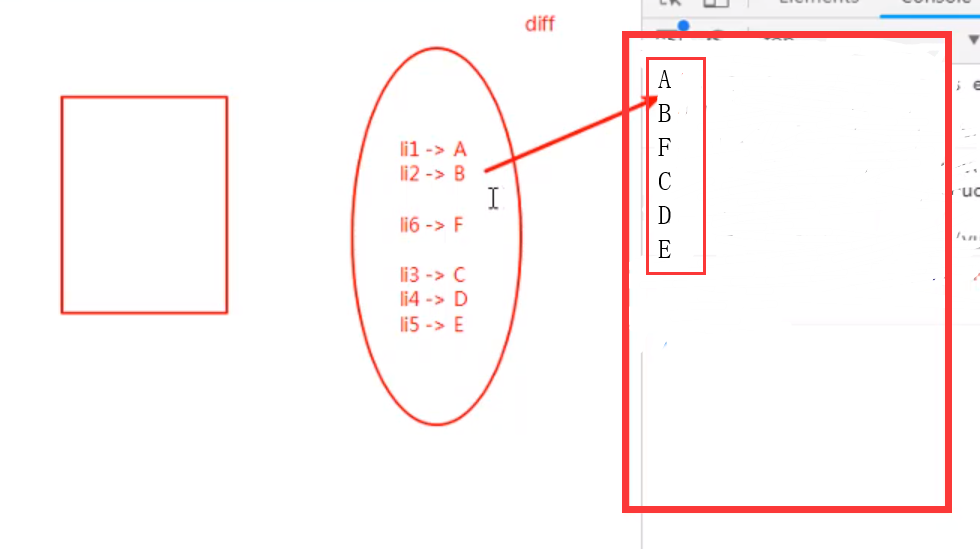 diff
Elements
Console
li1 -> A
li2 -> B
li6 -> F
li3 -> C
li4 -> D
li5 -> E
A
B
F
C
D
E